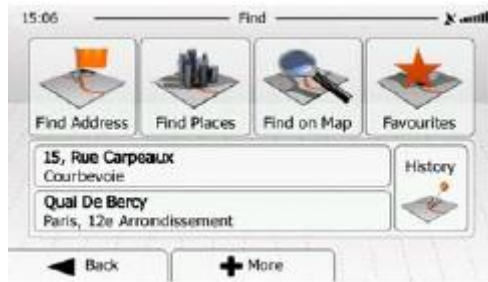 15:06 Find
Find Address Find Places Find on Map Favourites
15, Rue Carpeaux
Courbevoie
History
Quai De Bercy
Paris, 12e Arrondissement
Back More